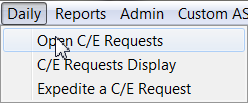 Daily Reports Admin Custom AS
Open C/E Requests
C/E Requests Display
Expedite a C/E Request